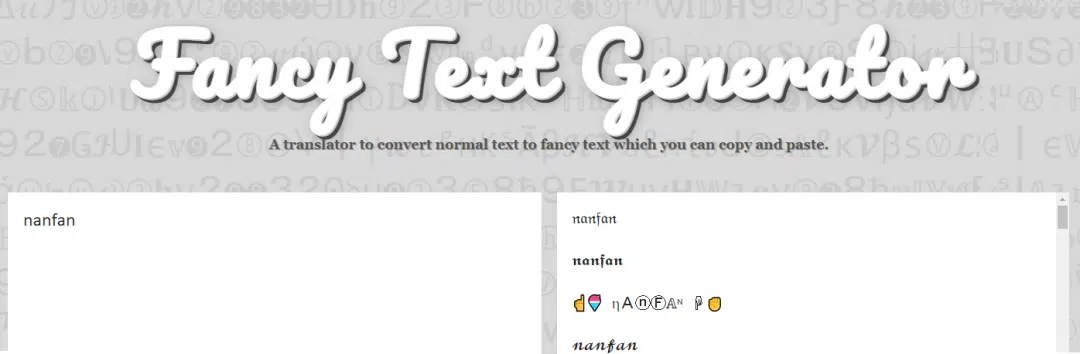 Fancy Text Generator
A translator to convert normal text to fancy text which you can copy and paste.
nanfan
𝔫𝔞𝔫𝔣𝔞𝔫
𝖓𝖆𝖓𝖋𝖆𝖓
☝🍧 ηAⓝⒻ𝔸ᶰ ☟✊
𝓷𝓪𝓷𝓯𝓪𝓷